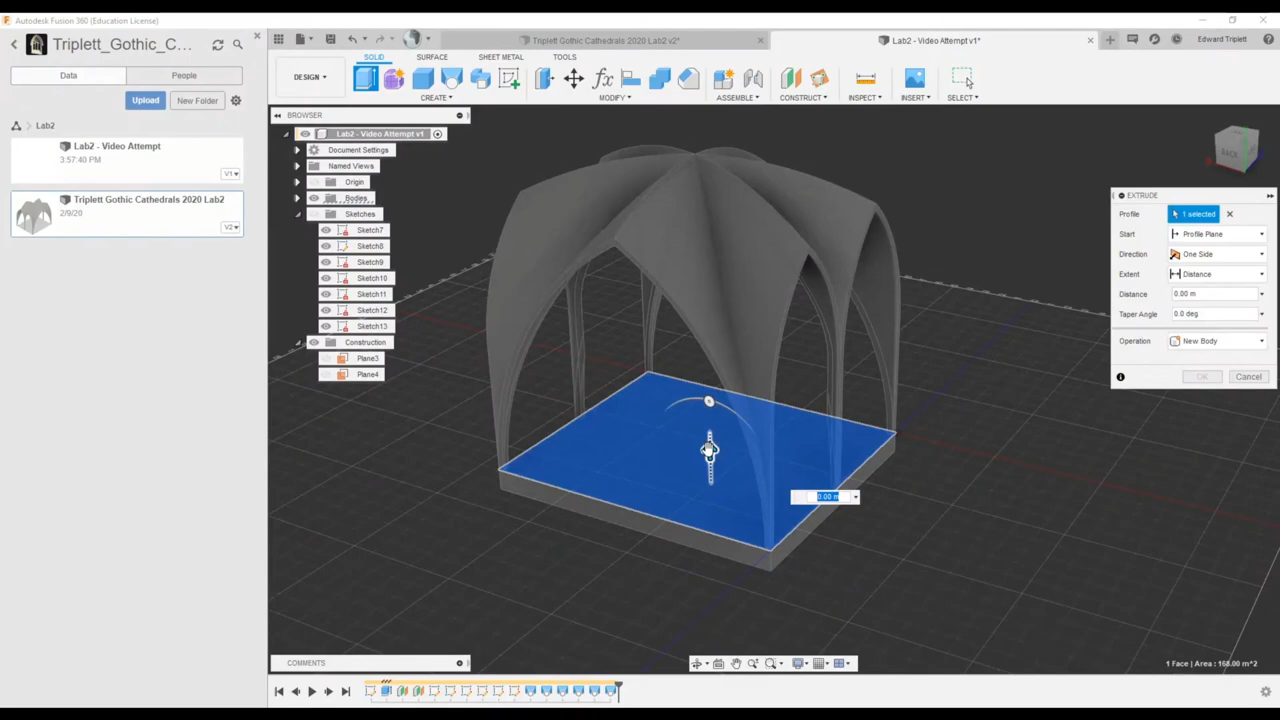 Autodesk Fusion 360 (Education License)
Triplett_Gothic_C...
Data
People
Upload
New Folder
Lab2
Lab2 - Video Attempt
3:57:40 PM
V1
Triplett Gothic Cathedrals 2020 Lab2
2/9/20
V2
Triplett Gothic Cathedrals 2020 Lab2 v2*
Lab2 - Video Attempt v1*
Edward Triplett
DESIGN
SOLID
SURFACE
SHEET METAL
TOOLS
CREATE
MODIFY
ASSEMBLE
CONSTRUCT
INSPECT
INSERT
SELECT
BROWSER
Lab2 - Video Attempt v1
Document Settings
Named Views
Origin
Bodies
Sketches
Sketch7
Sketch8
Sketch9
Sketch10
Sketch11
Sketch12
Sketch13
Construction
Plane3
Plane4
BACK
EXTRUDE
Profile
1 selected
Start
Profile Plane
Direction
One Side
Extent
Distance
Distance
0.00 m
Taper Angle
0.0 deg
Operation
New Body
OK
Cancel
0.00 m
COMMENTS
1 Face | Area : 168.00 m^2